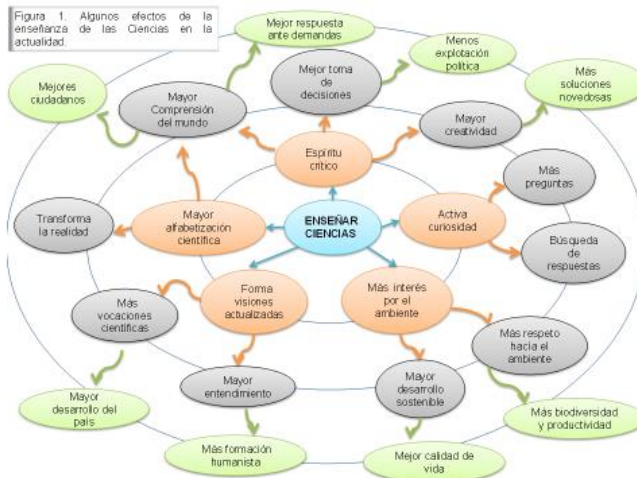 Figura 1. Algunos efectos de la
enseñanza de las Ciencias en la
actualidad.
Mejor respuesta
ante demandas
Menos
explotación
política
Más
soluciones
novedosas
Mejores
ciudadanos
Mayor
Comprensión
del mundo
Mejor toma
de
decisiones
Mayor
creatividad
Espíritu
crítico
Más
preguntas
Transforma
la realidad
Mayor
alfabetización
científica
ENSEÑAR
CIENCIAS
Activa
curiosidad
Búsqueda
de
respuestas
Forma
visiones
actualizadas
Más interés
por el
ambiente
Más
vocaciones
científicas
Más respeto
hacia el
ambiente
Mayor
entendimiento
Mayor
desarrollo
sostenible
Mayor
desarrollo del
país
Más biodiversidad
y productividad
Más formación
humanista
Mejor calidad de
vida